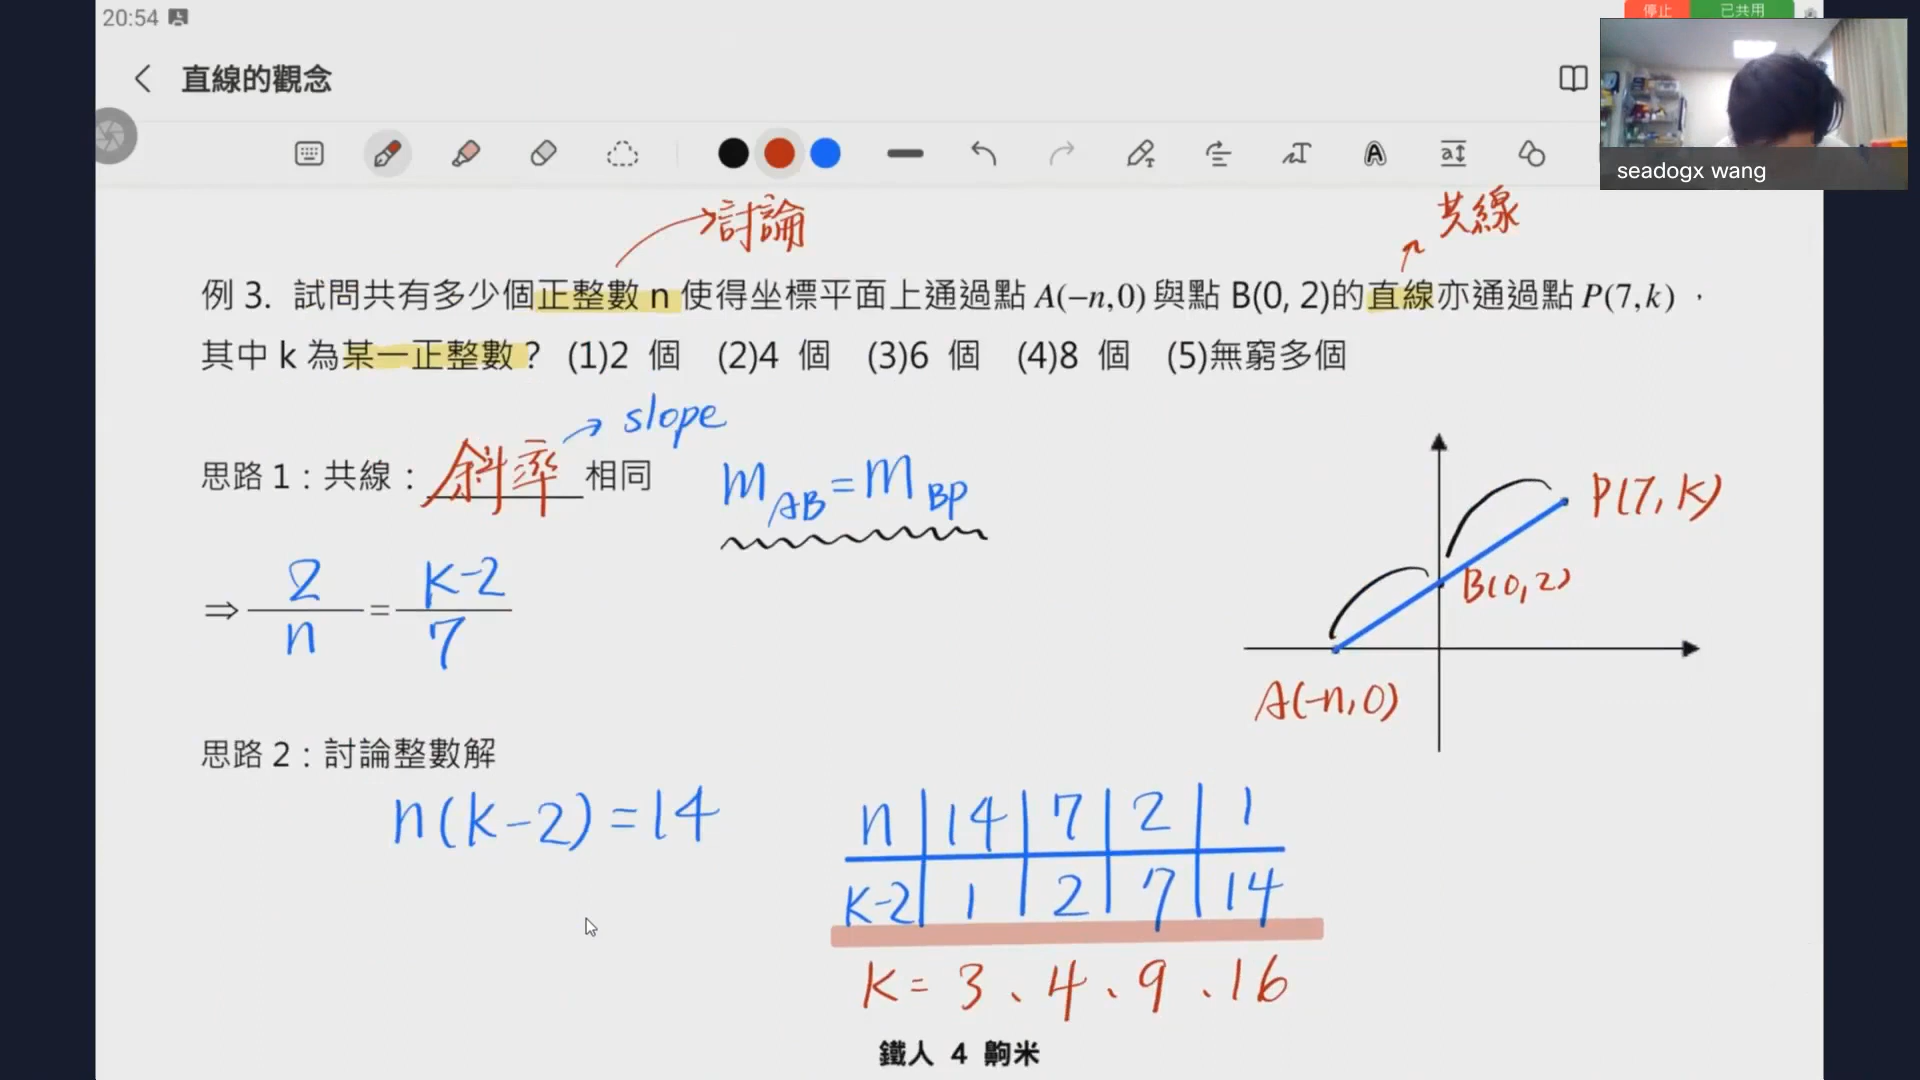 20:54
停止 已共用
直線的觀念
seadogx wang
討論
共線
例 3. 試問共有多少個正整數 n 使得坐標平面上通過點 A(−n,0) 與點 B(0, 2)的直線亦通過點 P(7,k) ,
其中 k 為某一正整數？ (1)2 個 (2)4 個 (3)6 個 (4)8 個 (5)無窮多個
slope
思路 1：共線：斜率相同 m_AB = m_BP
⇒ 2/n = k-2/7
P(7, k)
B(0, 2)
A(-n, 0)
思路 2：討論整數解
n(k-2)=14
n | 14 | 7 | 2 | 1
k-2 | 1 | 2 | 7 | 14
k = 3、4、9、16
鐵人 4 齁米